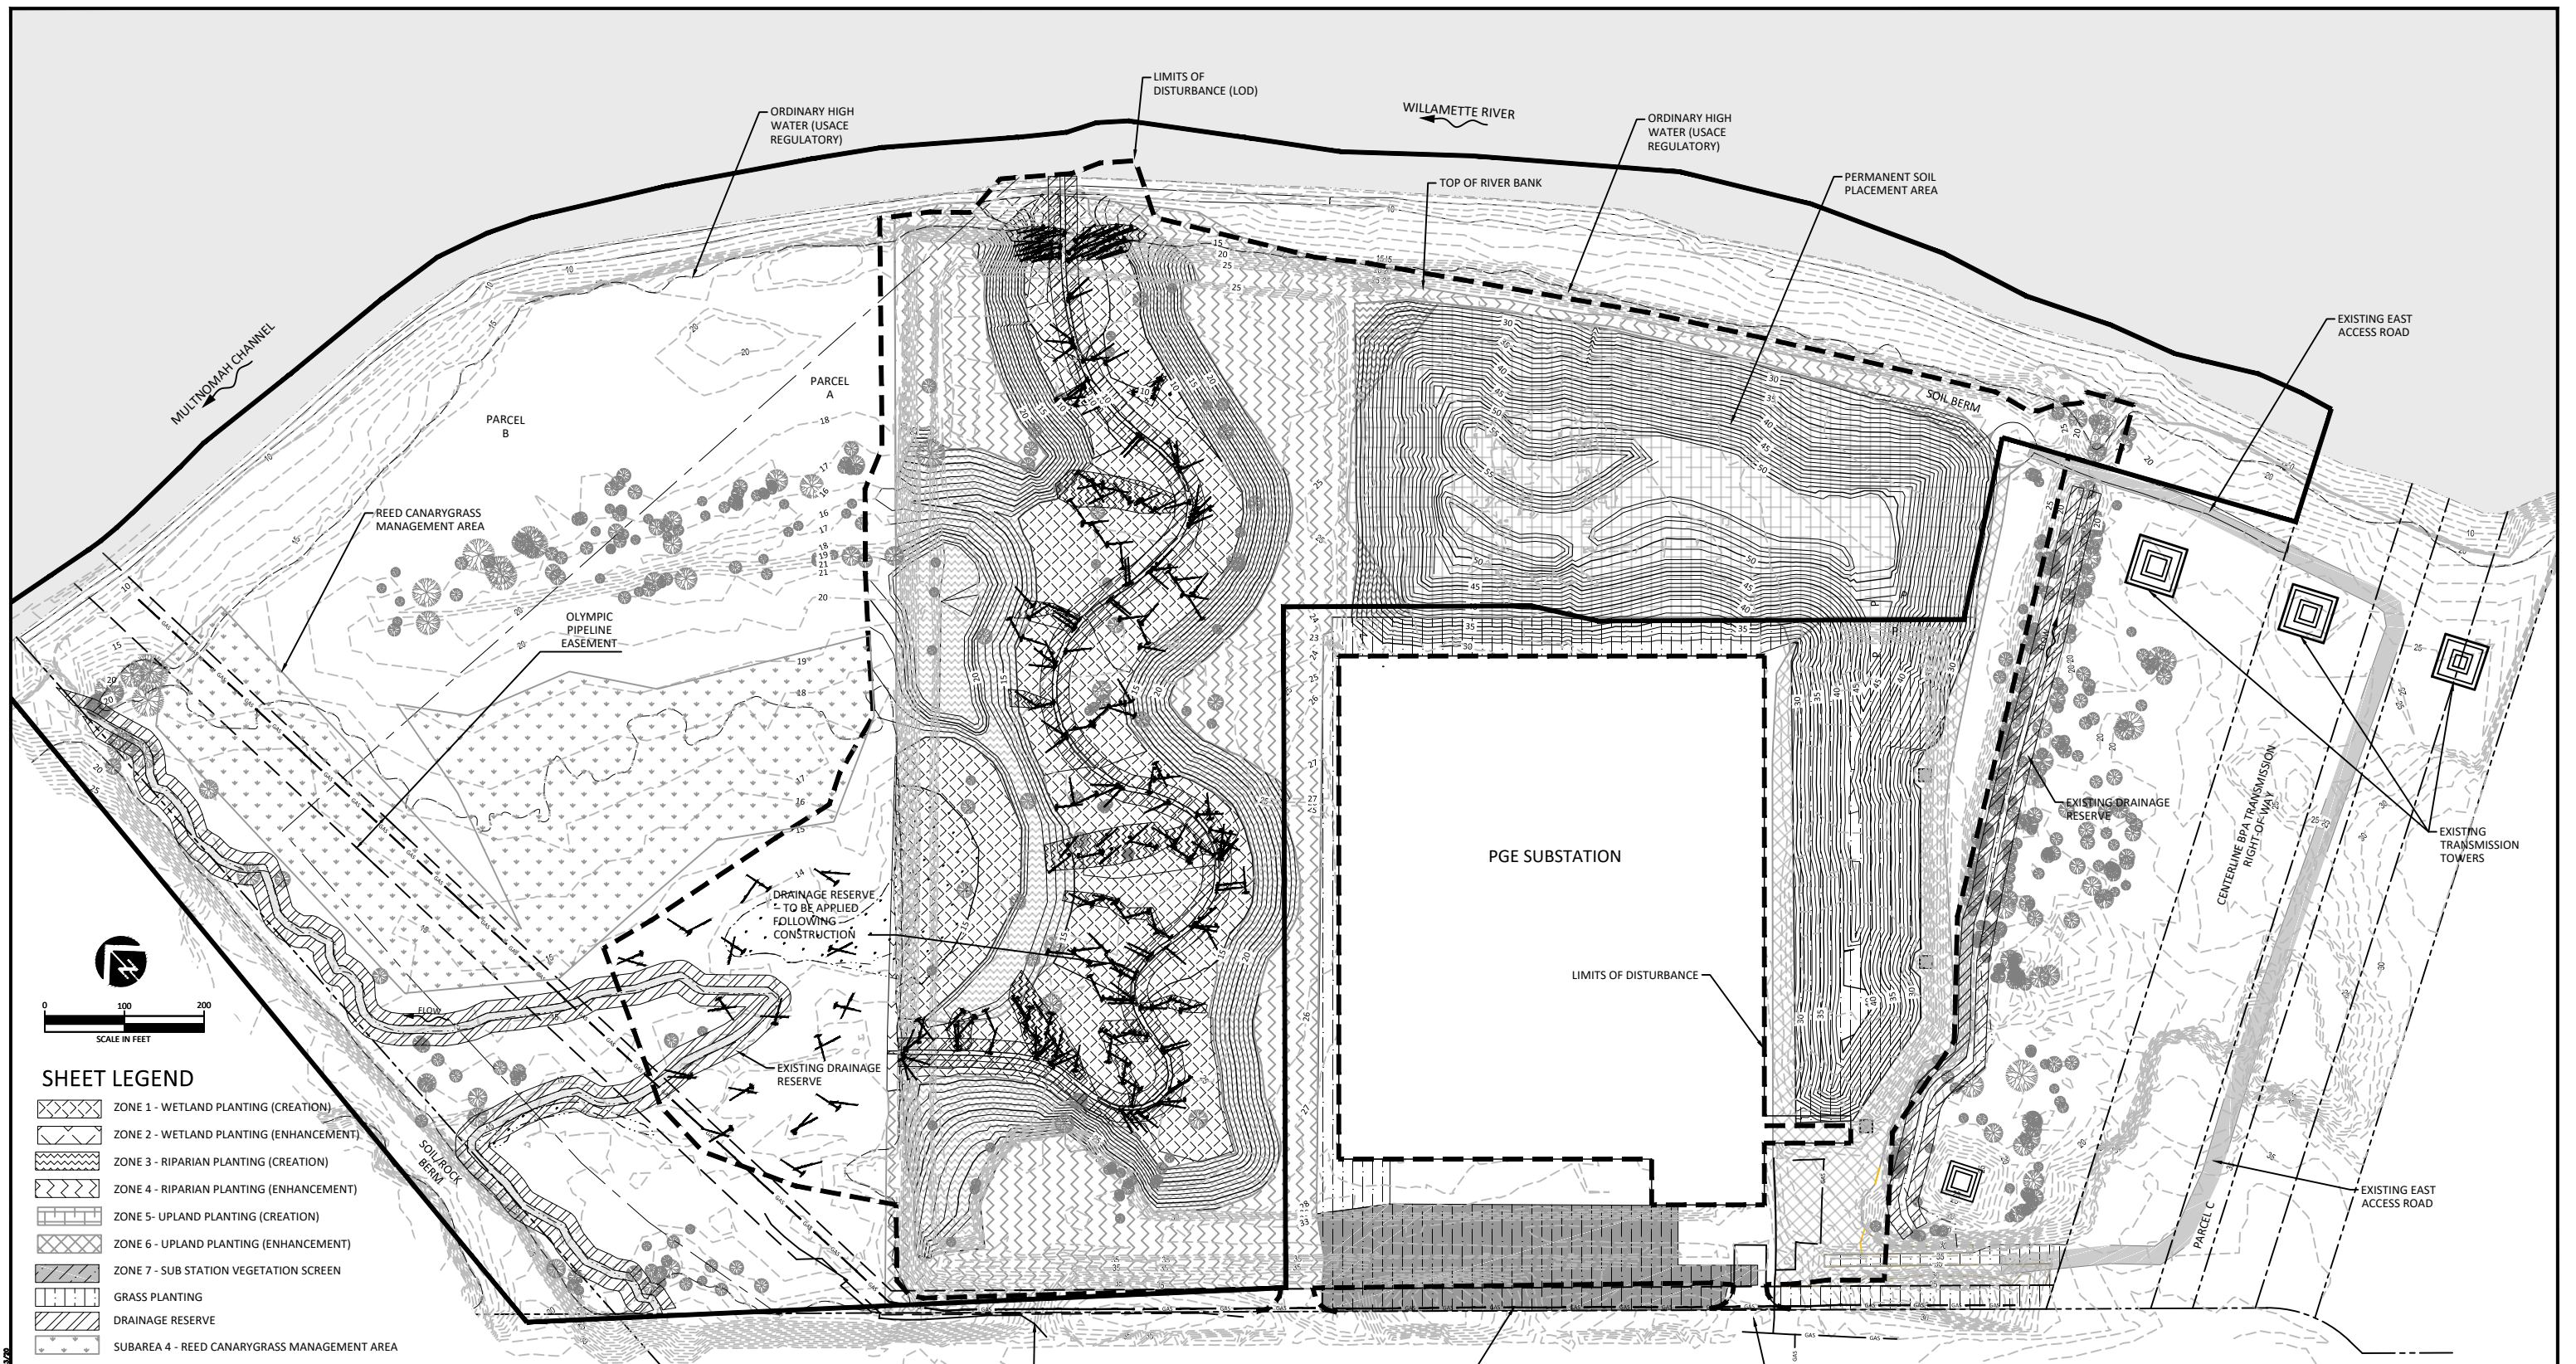 LIMITS OF
DISTURBANCE (LOD)
WILLAMETTE RIVER
ORDINARY HIGH
WATER (USACE
REGULATORY)
ORDINARY HIGH
WATER (USACE
REGULATORY)
TOP OF RIVER BANK
PERMANENT SOIL
PLACEMENT AREA
EXISTING EAST
ACCESS ROAD
MULTNOMAH CHANNEL
PARCEL
A
PARCEL
B
SOIL BERM
REED CANARYGRASS
MANAGEMENT AREA
OLYMPIC
PIPELINE
EASEMENT
CENTERLINE BPA TRANSMISSION
RIGHT-OF-WAY
EXISTING DRAINAGE
RESERVE
EXISTING
TRANSMISSION
TOWERS
PGE SUBSTATION
DRAINAGE RESERVE
- TO BE APPLIED
FOLLOWING
CONSTRUCTION
LIMITS OF DISTURBANCE
FLOW
0 100 200
SCALE IN FEET
EXISTING DRAINAGE
RESERVE
SOIL/ROCK
BERM
PARCEL C
EXISTING EAST
ACCESS ROAD
SHEET LEGEND
ZONE 1 - WETLAND PLANTING (CREATION)
ZONE 2 - WETLAND PLANTING (ENHANCEMENT)
ZONE 3 - RIPARIAN PLANTING (CREATION)
ZONE 4 - RIPARIAN PLANTING (ENHANCEMENT)
ZONE 5- UPLAND PLANTING (CREATION)
ZONE 6 - UPLAND PLANTING (ENHANCEMENT)
ZONE 7 - SUB STATION VEGETATION SCREEN
GRASS PLANTING
DRAINAGE RESERVE
SUBAREA 4 - REED CANARYGRASS MANAGEMENT AREA